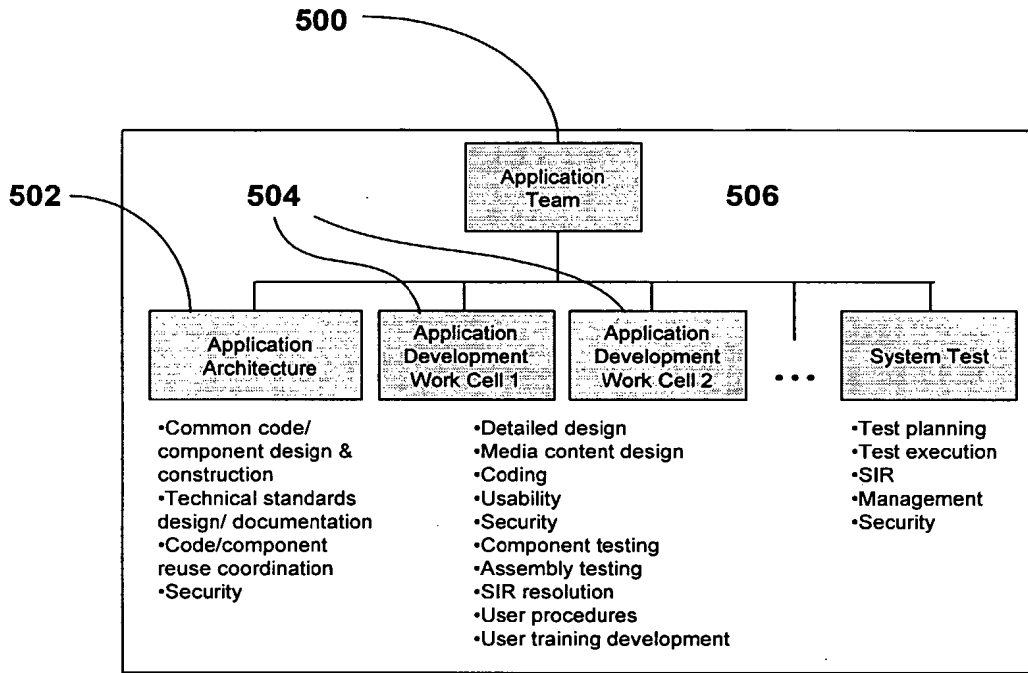 500
Application
Team
502
504
506
Application
Architecture
Application
Development
Work Cell 1
Application
Development
Work Cell 2
...
System Test
•Common code/
component design &
construction
•Technical standards
design/ documentation
•Code/component
reuse coordination
•Security
•Detailed design
•Media content design
•Coding
•Usability
•Security
•Component testing
•Assembly testing
•SIR resolution
•User procedures
•User training development
•Test planning
•Test execution
•SIR
•Management
•Security